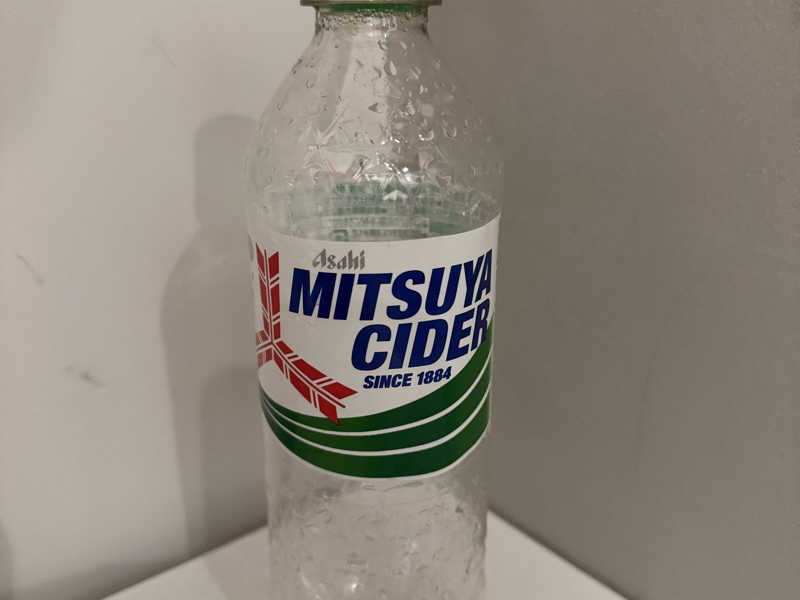 Asahi
MITSUYA
CIDER
SINCE 1884